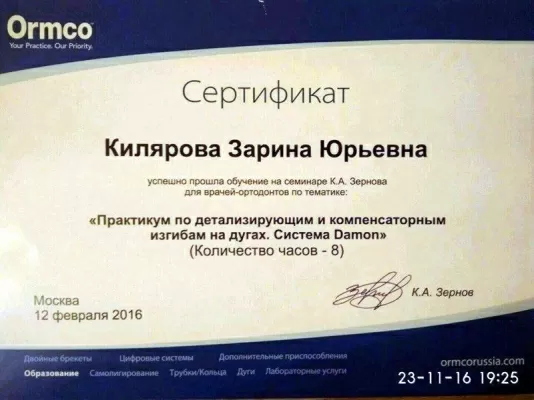 Ormco
Your Practice. Our Priority.
Сертификат
Килярова Зарина Юрьевна
успешно прошла обучение на семинаре К.А. Зернова
для врачей-ортодонтов по тематике:
«Практикум по детализирующим и компенсаторным
изгибам на дугах. Система Damon»
(Количество часов - 8)
К.А. Зернов
Москва
12 февраля 2016
Двойные брекеты Цифровые системы Дополнительные приспособления
ormcorussia.com
Образование Самолигирование Трубки/Кольца Дуги Лабораторные услуги
23-11-16 19:25